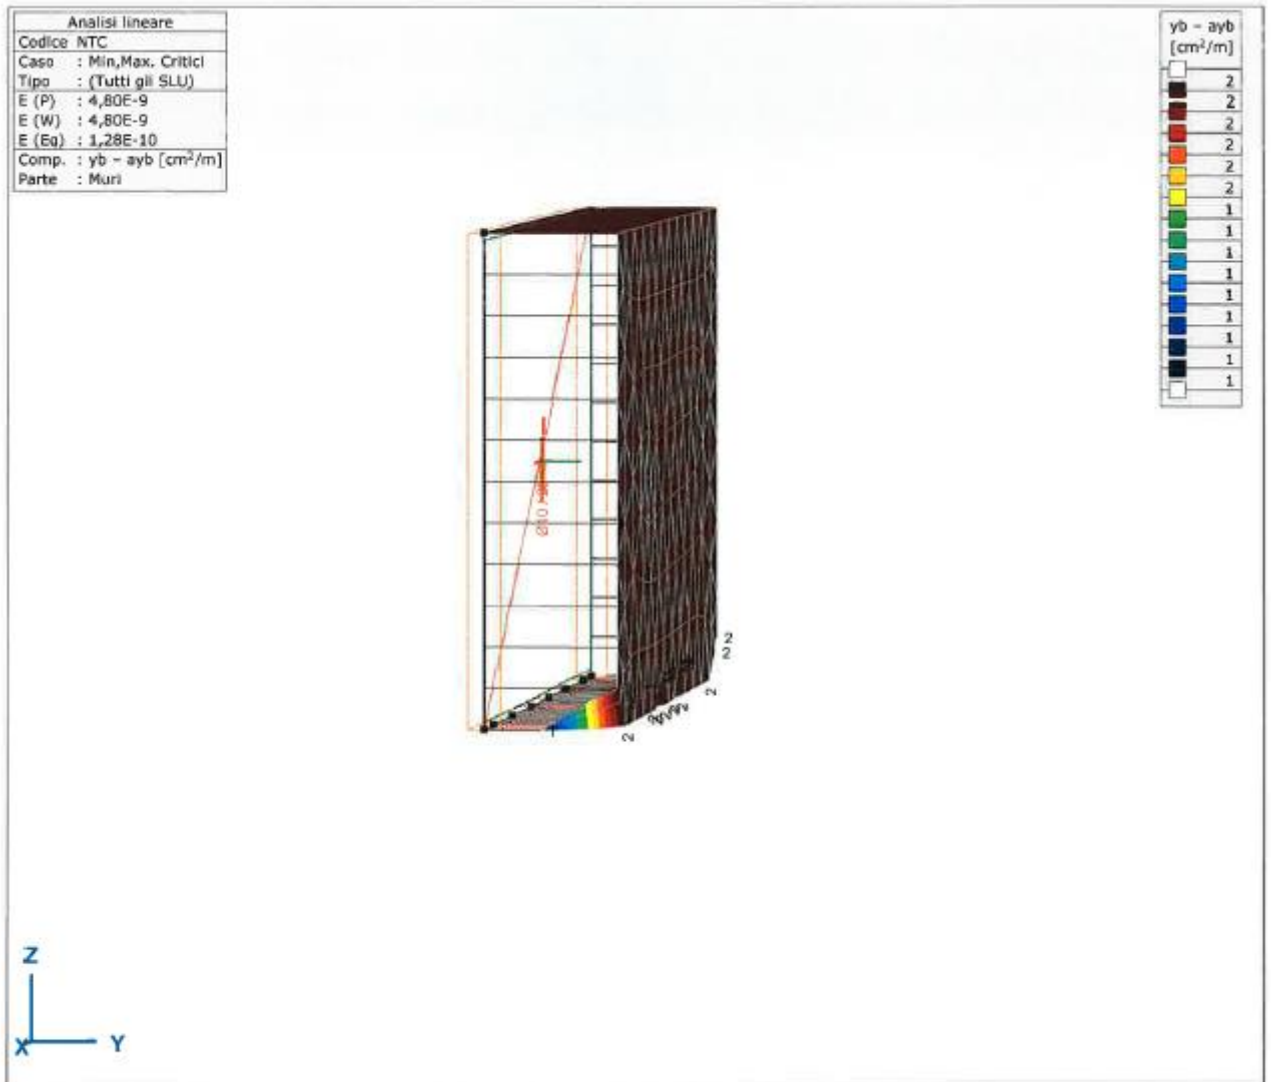 Analisi lineare
Codice NTC
Caso : Min,Max. Critici
Tipo : (Tutti gli SLU)
E (P) : 4,80E-9
E (W) : 4,80E-9
E (Eq) : 1,28E-10
Comp. : yb - ayb [cm²/m]
Parte : Muri
yb - ayb
[cm²/m]
2
2
2
2
2
2
1
1
1
1
1
1
1
1
1
2
2
2
2
Z
X
Y